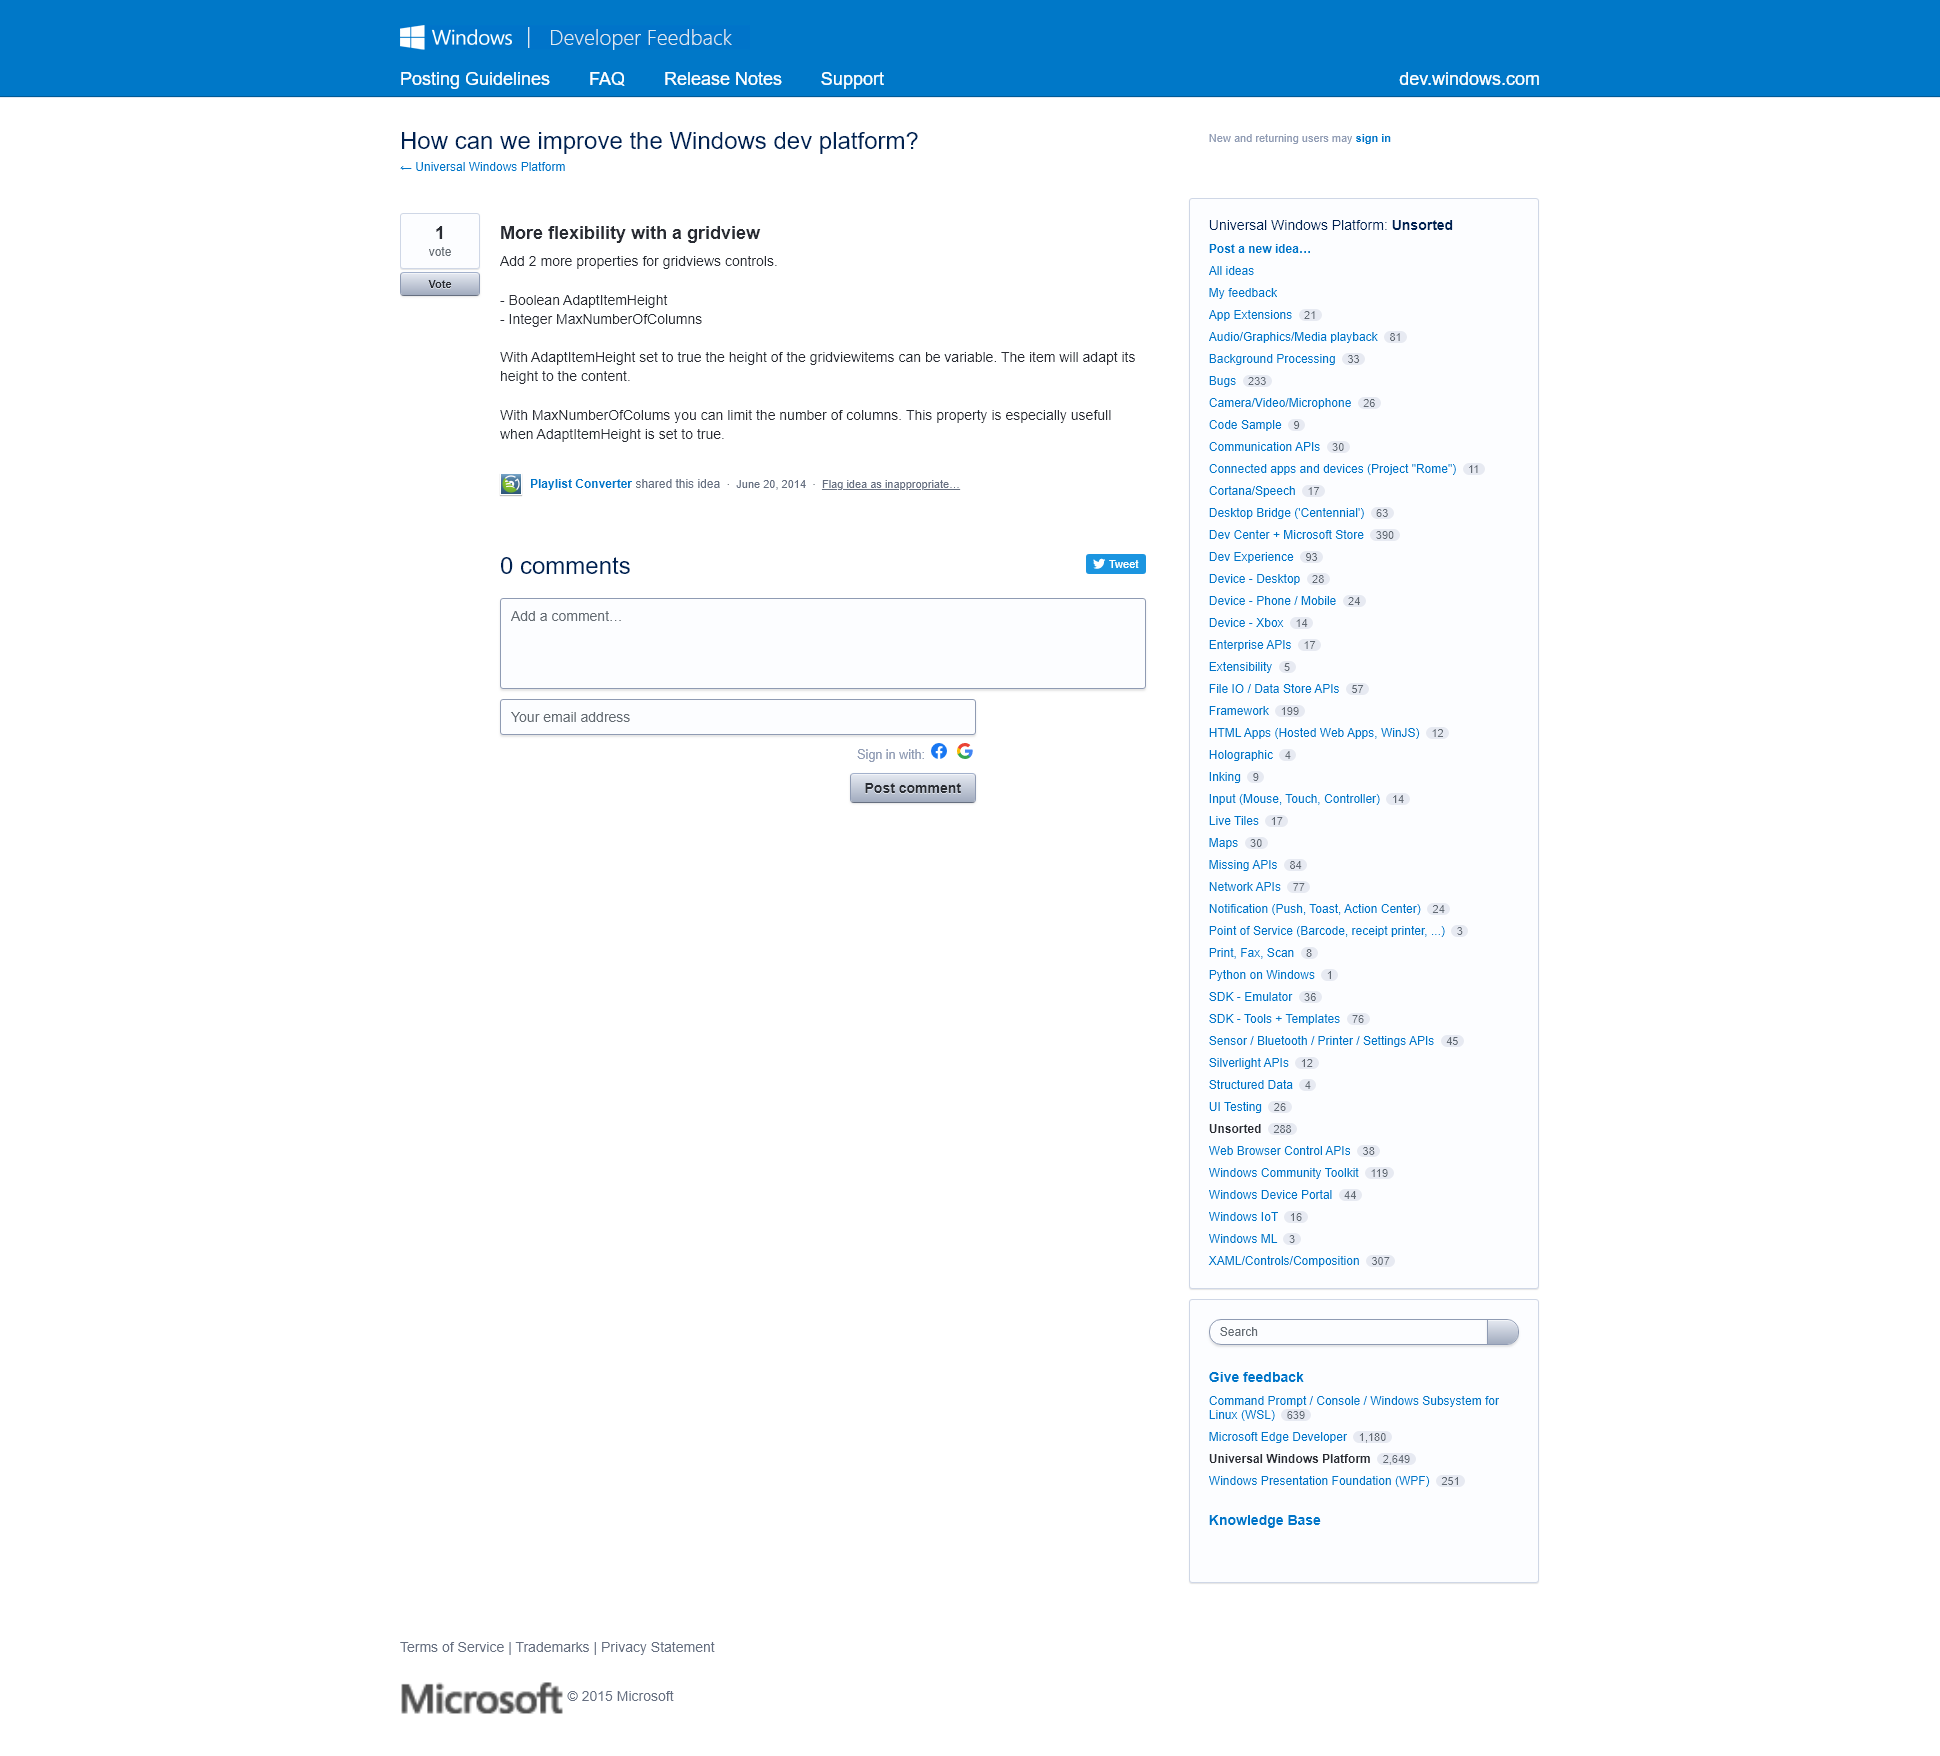 Windows | Developer Feedback
Posting Guidelines FAQ Release Notes Support dev.windows.com
How can we improve the Windows dev platform?
← Universal Windows Platform
New and returning users may sign in
1
vote
Vote
More flexibility with a gridview
Add 2 more properties for gridviews controls.
- Boolean AdaptItemHeight
- Integer MaxNumberOfColumns
With AdaptItemHeight set to true the height of the gridviewitems can be variable. The item will adapt its
height to the content.
With MaxNumberOfColums you can limit the number of columns. This property is especially usefull
when AdaptItemHeight is set to true.
Playlist Converter shared this idea · June 20, 2014 · Flag idea as inappropriate…
0 comments
Tweet
Add a comment…
Your email address
Sign in with:
Post comment
Universal Windows Platform: Unsorted
Post a new idea…
All ideas
My feedback
App Extensions 21
Audio/Graphics/Media playback 81
Background Processing 33
Bugs 233
Camera/Video/Microphone 26
Code Sample 9
Communication APIs 30
Connected apps and devices (Project "Rome") 11
Cortana/Speech 17
Desktop Bridge ('Centennial') 63
Dev Center + Microsoft Store 390
Dev Experience 93
Device - Desktop 28
Device - Phone / Mobile 24
Device - Xbox 14
Enterprise APIs 17
Extensibility 5
File IO / Data Store APIs 57
Framework 199
HTML Apps (Hosted Web Apps, WinJS) 12
Holographic 4
Inking 9
Input (Mouse, Touch, Controller) 14
Live Tiles 17
Maps 30
Missing APIs 84
Network APIs 77
Notification (Push, Toast, Action Center) 24
Point of Service (Barcode, receipt printer, ...) 3
Print, Fax, Scan 8
Python on Windows 1
SDK - Emulator 36
SDK - Tools + Templates 76
Sensor / Bluetooth / Printer / Settings APIs 45
Silverlight APIs 12
Structured Data 4
UI Testing 26
Unsorted 288
Web Browser Control APIs 38
Windows Community Toolkit 119
Windows Device Portal 44
Windows IoT 16
Windows ML 3
XAML/Controls/Composition 307
Search
Give feedback
Command Prompt / Console / Windows Subsystem for
Linux (WSL) 639
Microsoft Edge Developer 1,180
Universal Windows Platform 2,649
Windows Presentation Foundation (WPF) 251
Knowledge Base
Terms of Service | Trademarks | Privacy Statement
Microsoft © 2015 Microsoft